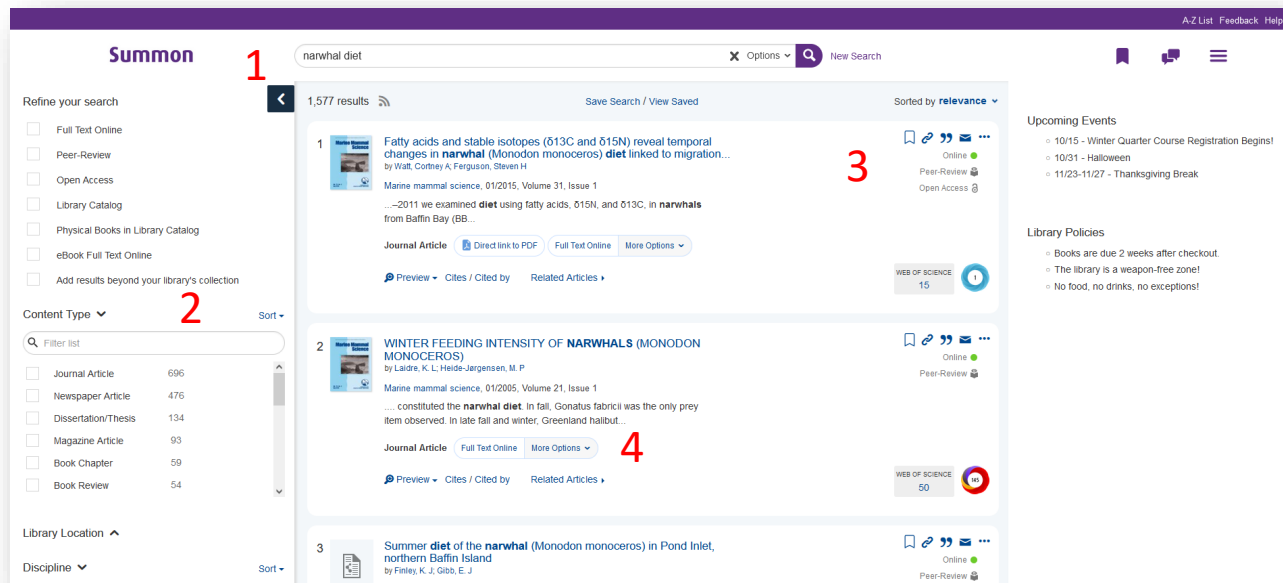 A-Z List Feedback Help
Summon
1
narwhal diet
Options
New Search
Refine your search
Full Text Online
Peer-Review
Open Access
Library Catalog
Physical Books in Library Catalog
eBook Full Text Online
Add results beyond your library's collection
Content Type
2
Sort
Filter list
Journal Article 696
Newspaper Article 476
Dissertation/Thesis 134
Magazine Article 93
Book Chapter 59
Book Review 54
Library Location
Discipline
Sort
1,577 results
Save Search / View Saved
Sorted by relevance
1
Marine Mammal Science
Fatty acids and stable isotopes (δ13C and δ15N) reveal temporal
changes in narwhal (Monodon monoceros) diet linked to migration...
by Watt, Cortney A; Ferguson, Steven H
Marine mammal science, 01/2015, Volume 31, Issue 1
...–2011 we examined diet using fatty acids, δ15N, and δ13C, in narwhals
from Baffin Bay (BB...
Journal Article Direct link to PDF Full Text Online More Options
Preview Cites / Cited by Related Articles
3
Online
Peer-Review
Open Access
WEB OF SCIENCE
15
1
2
Marine Mammal Science
WINTER FEEDING INTENSITY OF NARWHALS (MONODON
MONOCEROS)
by Laidre, K. L; Heide-Jørgensen, M. P
Marine mammal science, 01/2005, Volume 21, Issue 1
.... constituted the narwhal diet. In fall, Gonatus fabricii was the only prey
item observed. In late fall and winter, Greenland halibut...
Journal Article Full Text Online More Options
4
Preview Cites / Cited by Related Articles
Online
Peer-Review
WEB OF SCIENCE
50
145
3
Summer diet of the narwhal (Monodon monoceros) in Pond Inlet,
northern Baffin Island
by Finley, K. J; Gibb, E. J
Online
Peer-Review
Upcoming Events
10/15 - Winter Quarter Course Registration Begins!
10/31 - Halloween
11/23-11/27 - Thanksgiving Break
Library Policies
Books are due 2 weeks after checkout.
The library is a weapon-free zone!
No food, no drinks, no exceptions!